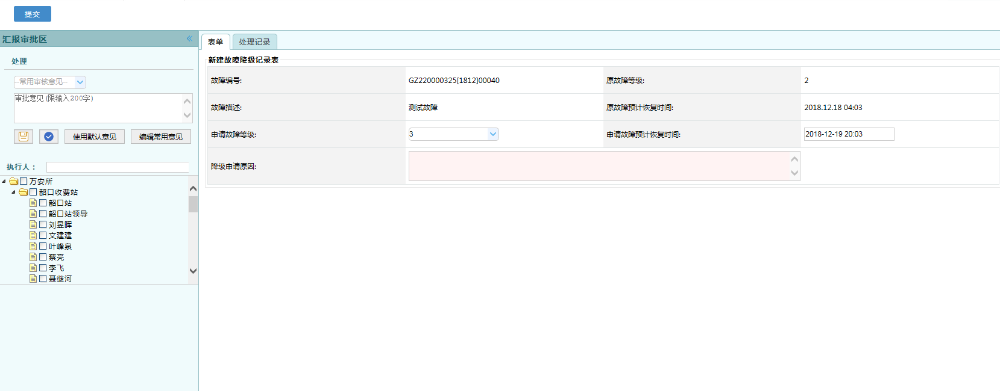 提交
汇报审批区
处理
--常用审核意见--
审批意见 (限输入200字)
使用默认意见 编辑常用意见
执行人：
万安所
韶口收费站
韶口站
韶口站领导
刘昱晖
文建建
叶峰泉
蔡亮
李飞
聂继河
表单 处理记录
新建故障降级记录表
故障编号: GZ220000325[1812]00040 原故障等级: 2
故障描述: 测试故障 原故障预计恢复时间: 2018.12.18 04:03
申请故障等级: 3 申请故障预计恢复时间: 2018-12-19 20:03
降级申请原因: